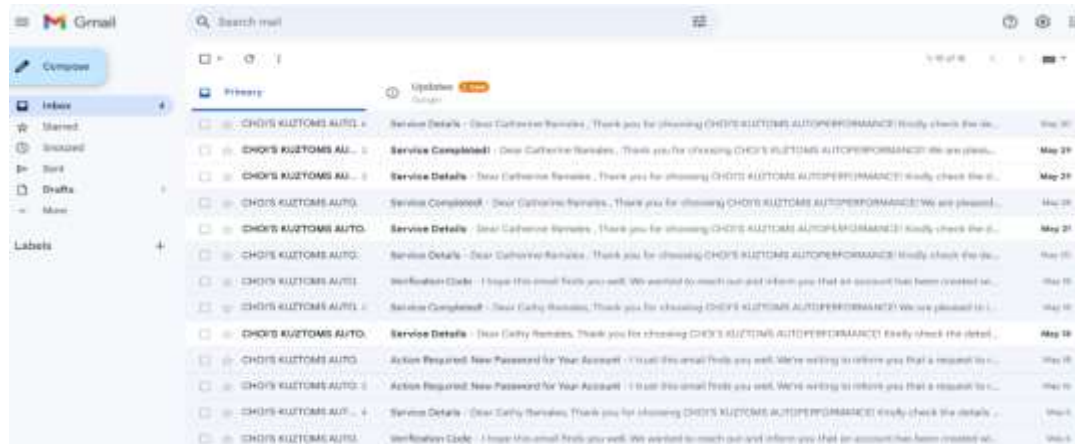 Gmail
Search mail
Compose
Inbox 4
Starred
Snoozed
Sent
Drafts
More
Labels +
Primary
Updates
CHOI'S KUZTOMS AUTO. Service Details - Dear Catherine Remales , Thank you for choosing CHOI'S KUZTOMS AUTOPERFORMANCE! Kindly check the de...
CHOI'S KUZTOMS AU... Service Completed! - Dear Catherine Remales , Thank you for choosing CHOI'S KUZTOMS AUTOPERFORMANCE! We are pleas... May 29
CHOI'S KUZTOMS AU... Service Details - Dear Catherine Remales , Thank you for choosing CHOI'S KUZTOMS AUTOPERFORMANCE! Kindly check the d... May 29
CHOI'S KUZTOMS AUTO. Service Completed! - Dear Catherine Remales , Thank you for choosing CHOI'S KUZTOMS AUTOPERFORMANCE! We are pleased...
CHOI'S KUZTOMS AUTO. Service Details - Dear Catherine Remales , Thank you for choosing CHOI'S KUZTOMS AUTOPERFORMANCE! Kindly check the d... May 21
CHOI'S KUZTOMS AUTO. Service Details - Dear Catherine Remales , Thank you for choosing CHOI'S KUZTOMS AUTOPERFORMANCE! Kindly check the d...
CHOI'S KUZTOMS AUTO. Verification Code - I hope this email finds you well. We wanted to reach out and inform you that an account has been created w...
CHOI'S KUZTOMS AUTO. Service Completed! - Dear Cathy Remales, Thank you for choosing CHOI'S KUZTOMS AUTOPERFORMANCE! We are pleased to i...
CHOI'S KUZTOMS AUTO. Service Details - Dear Cathy Remales, Thank you for choosing CHOI'S KUZTOMS AUTOPERFORMANCE! Kindly check the detail... May 18
CHOI'S KUZTOMS AUTO. Action Required: New Password for Your Account - I trust this email finds you well. We're writing to inform you that a request to r...
CHOI'S KUZTOMS AUTO. Action Required: New Password for Your Account - I trust this email finds you well. We're writing to inform you that a request to r...
CHOI'S KUZTOMS AUT... Service Details - Dear Cathy Remales, Thank you for choosing CHOI'S KUZTOMS AUTOPERFORMANCE! Kindly check the details ...
CHOI'S KUZTOMS AUTO. Verification Code - I hope this email finds you well. We wanted to reach out and inform you that an account has been created w...